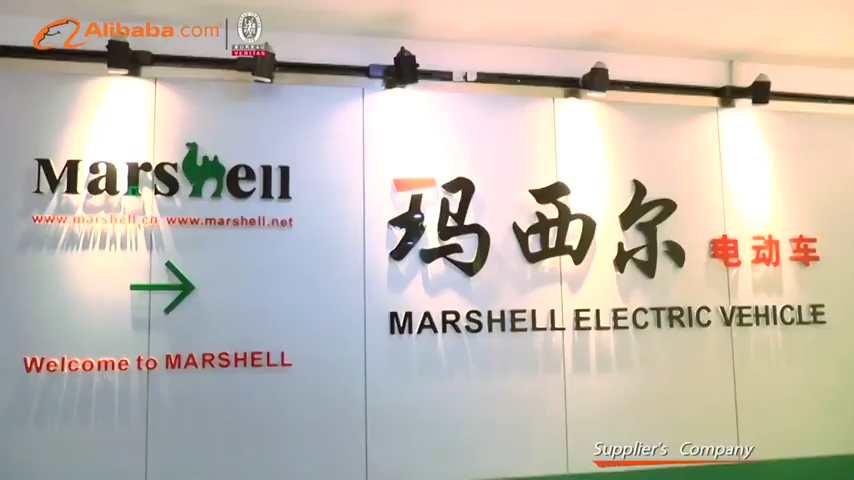 Alibaba.com
BUREAU
VERITAS
Marshell
www.marshell.cn www.marshell.net
Welcome to MARSHELL
玛西尔 电动车
MARSHELL ELECTRIC VEHICLE
Supplier's Company